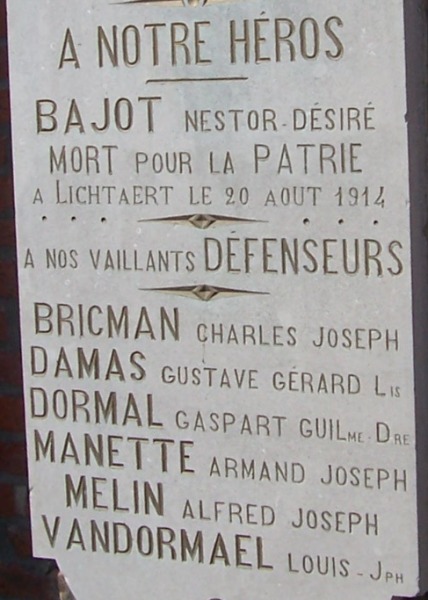 A NOTRE HÉROS
BAJOT NESTOR-DÉSIRÉ
MORT POUR LA PATRIE
A LICHTAERT LE 20 AOUT 1914
A NOS VAILLANTS DÉFENSEURS
BRICMAN CHARLES JOSEPH
DAMAS GUSTAVE GÉRARD LIS
DORMAL GASPART GUILME-DRE
MANETTE ARMAND JOSEPH
MELIN ALFRED JOSEPH
VANDORMAEL LOUIS-JPH